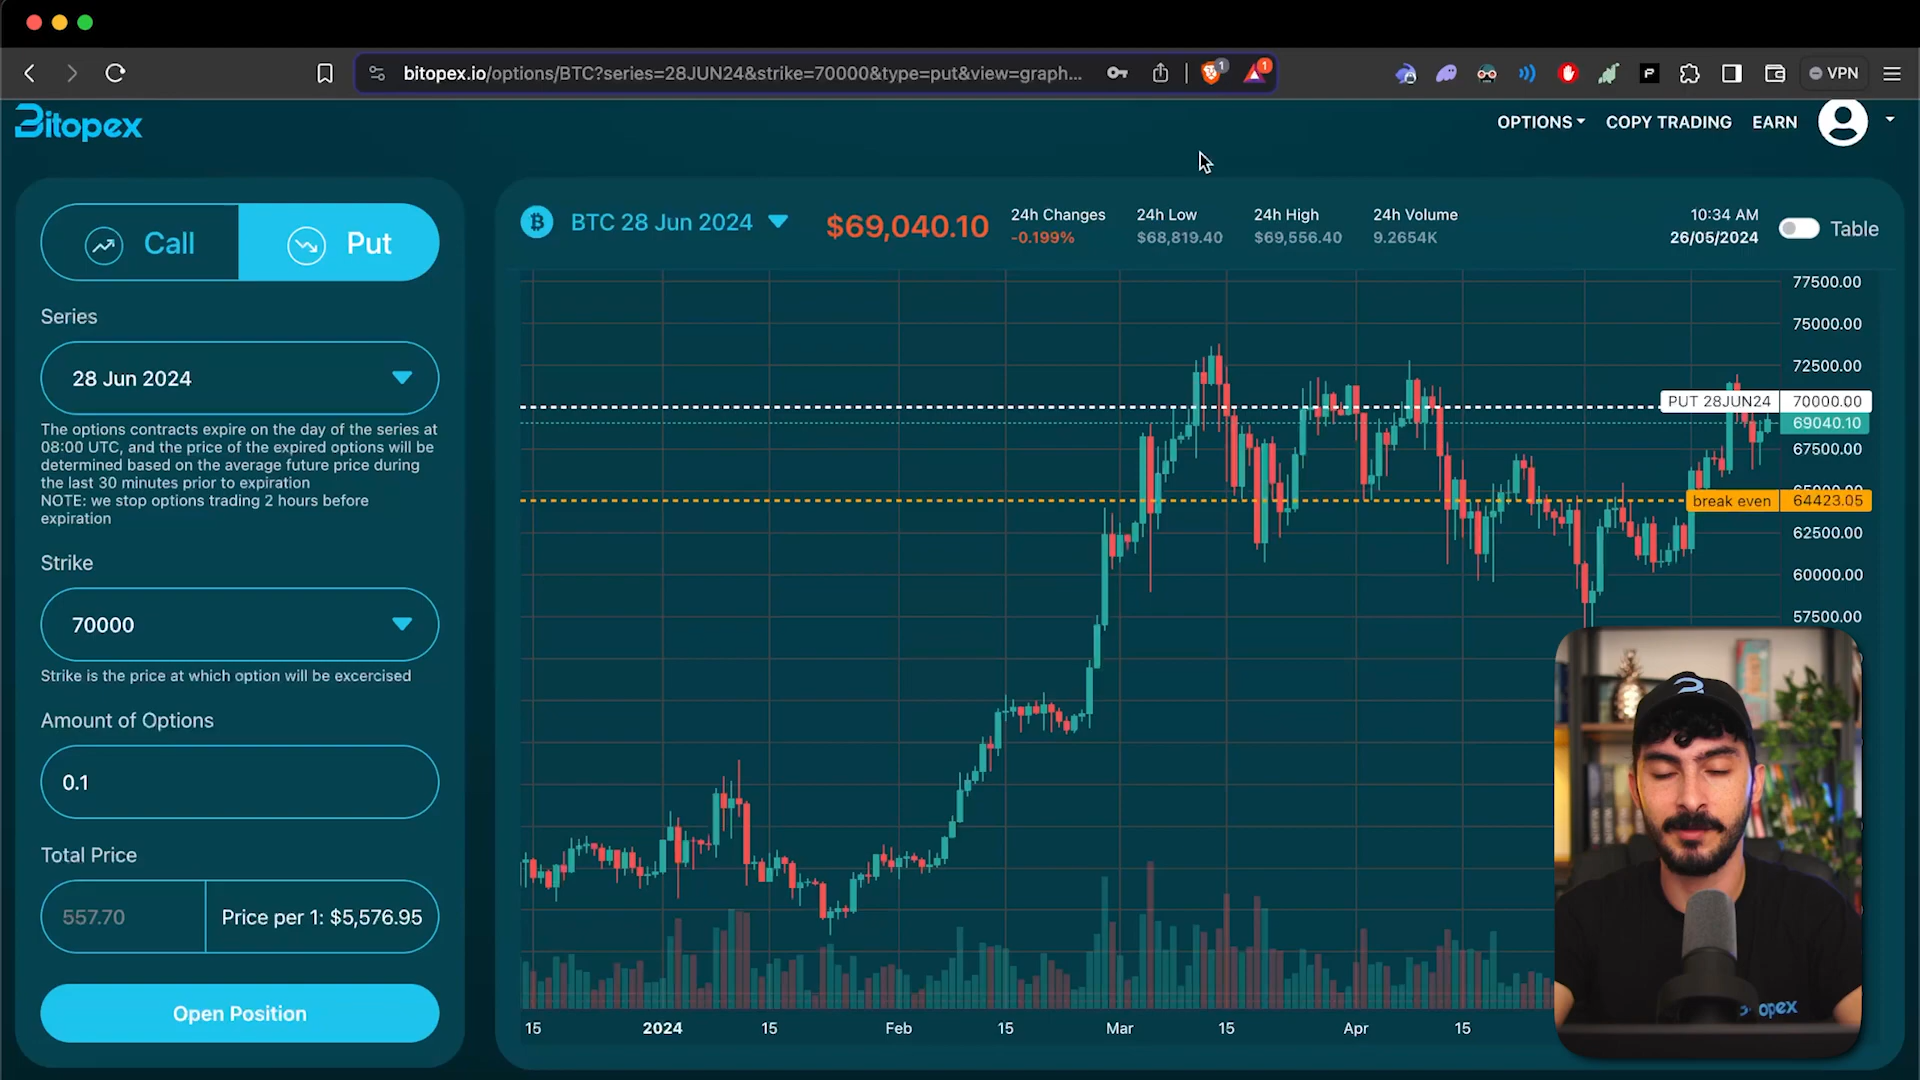 bitopex.io/options/BTC?series=28JUN24&strike=70000&type=put&view=graph...
1
1
VPN
Bitopex
OPTIONS
COPY TRADING
EARN
Call
Put
Series
28 Jun 2024
The options contracts expire on the day of the series at
08:00 UTC, and the price of the expired options will be
determined based on the average future price during
the last 30 minutes prior to expiration
NOTE: we stop options trading 2 hours before
expiration
Strike
70000
Strike is the price at which option will be excercised
Amount of Options
0.1
Total Price
557.70
Price per 1: $5,576.95
Open Position
BTC 28 Jun 2024
$69,040.10
24h Changes
-0.199%
24h Low
$68,819.40
24h High
$69,556.40
24h Volume
9.2654K
10:34 AM
26/05/2024
Table
77500.00
75000.00
72500.00
PUT 28JUN24 70000.00
69040.10
67500.00
65000.00
break even 64423.05
62500.00
60000.00
57500.00
15
2024
15
Feb
15
Mar
15
Apr
15